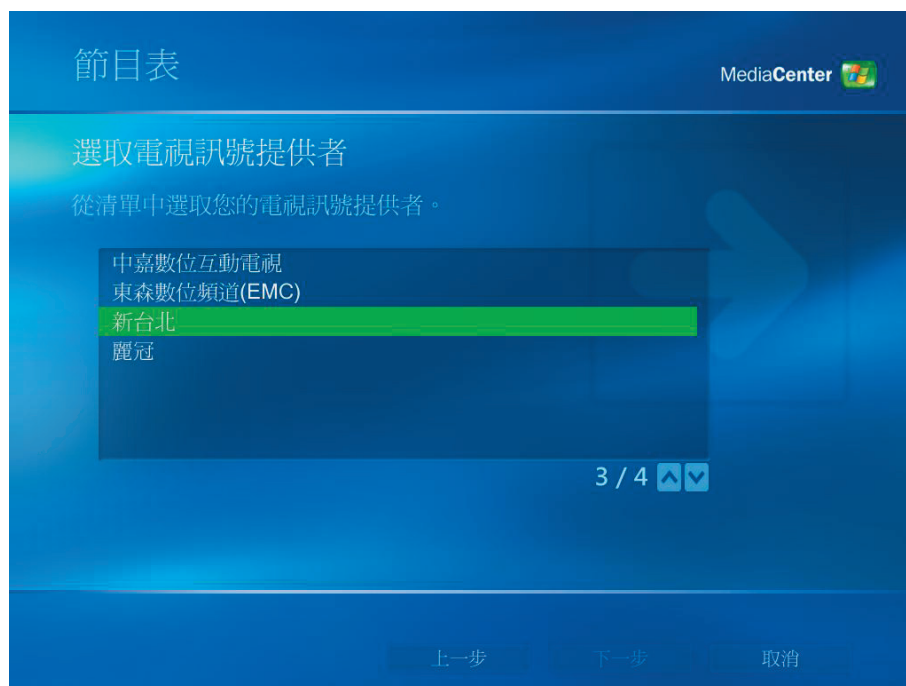 節目表
MediaCenter
選取電視訊號提供者
從清單中選取您的電視訊號提供者。
中嘉數位互動電視
東森數位頻道(EMC)
新台北
麗冠
3 / 4
上一步 下一步 取消